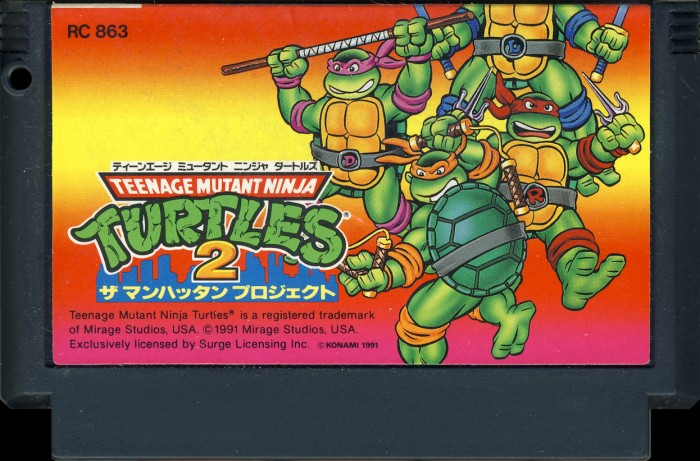 RC 863
ティーンエージ ミュータント ニンジャ タートルズ
TEENAGE MUTANT NINJA
TURTLES®
2
ザ マンハッタン プロジェクト
Teenage Mutant Ninja Turtles® is a registered trademark
of Mirage Studios, USA. ©1991 Mirage Studios, USA.
Exclusively licensed by Surge Licensing Inc. ©KONAMI 1991
L
D
R